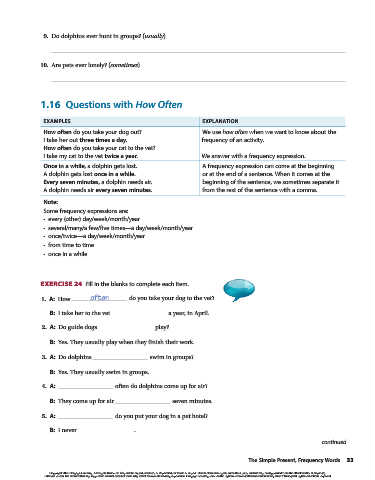 9. Do dolphins ever hunt in groups? (usually)
10. Are pets ever lonely? (sometimes)
1.16 Questions with How Often
EXAMPLES
EXPLANATION
How often do you take your dog out?
I take her out three times a day.
How often do you take your cat to the vet?
I take my cat to the vet twice a year.
We use how often when we want to know about the
frequency of an activity.
We answer with a frequency expression.
Once in a while, a dolphin gets lost.
A dolphin gets lost once in a while.
Every seven minutes, a dolphin needs air.
A dolphin needs air every seven minutes.
A frequency expression can come at the beginning
or at the end of a sentence. When it comes at the
beginning of the sentence, we sometimes separate it
from the rest of the sentence with a comma.
Note:
Some frequency expressions are:
• every (other) day/week/month/year
• several/many/a few/five times—a day/week/month/year
• once/twice—a day/week/month/year
• from time to time
• once in a while
EXERCISE 24 Fill in the blanks to complete each item.
1. A: How often do you take your dog to the vet?
B: I take her to the vet a year, in April.
2. A: Do guide dogs play?
B: Yes. They usually play when they finish their work.
3. A: Do dolphins swim in groups?
B: Yes. They usually swim in groups.
4. A: often do dolphins come up for air?
B: They come up for air seven minutes.
5. A: do you put your dog in a pet hotel?
B: I never .
continued
The Simple Present, Frequency Words 33